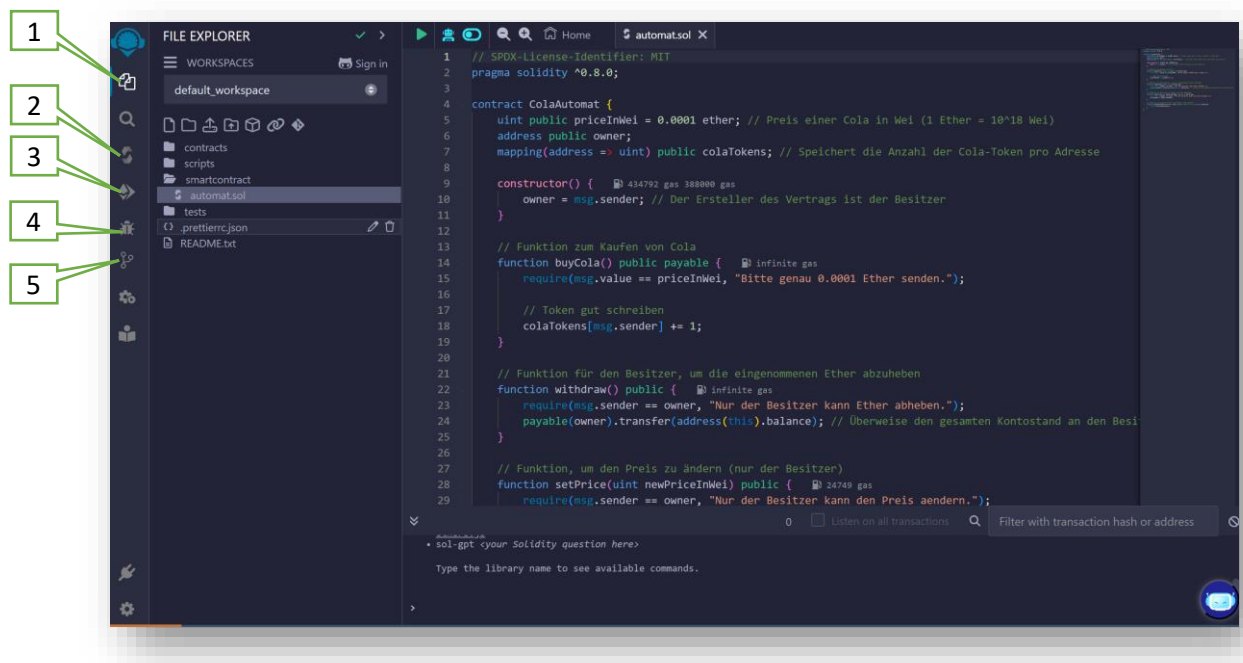 1
2
3
4
5
FILE EXPLORER
WORKSPACES
Sign in
default_workspace
contracts
scripts
smartcontract
automat.sol
tests
.prettierrc.json
README.txt
Home
automat.sol
1 // SPDX-License-Identifier: MIT
2 pragma solidity ^0.8.0;
3
4 contract ColaAutomat {
5 uint public priceInWei = 0.0001 ether; // Preis einer Cola in Wei (1 Ether = 10^18 Wei)
6 address public owner;
7 mapping(address => uint) public colaTokens; // Speichert die Anzahl der Cola-Token pro Adresse
8
9 constructor() { 434792 gas 388000 gas
10 owner = msg.sender; // Der Ersteller des Vertrags ist der Besitzer
11 }
12
13 // Funktion zum Kaufen von Cola
14 function buyCola() public payable { infinite gas
15 require(msg.value == priceInWei, "Bitte genau 0.0001 Ether senden.");
16
17 // Token gut schreiben
18 colaTokens[msg.sender] += 1;
19 }
20
21 // Funktion für den Besitzer, um die eingenommenen Ether abzuheben
22 function withdraw() public { infinite gas
23 require(msg.sender == owner, "Nur der Besitzer kann Ether abheben.");
24 payable(owner).transfer(address(this).balance); // Überweise den gesamten Kontostand an den Besi
25 }
26
27 // Funktion, um den Preis zu ändern (nur der Besitzer)
28 function setPrice(uint newPriceInWei) public { 24749 gas
29 require(msg.sender == owner, "Nur der Besitzer kann den Preis aendern.");
0
Listen on all transactions
Filter with transaction hash or address
• sol-gpt <your Solidity question here>
Type the library name to see available commands.
>